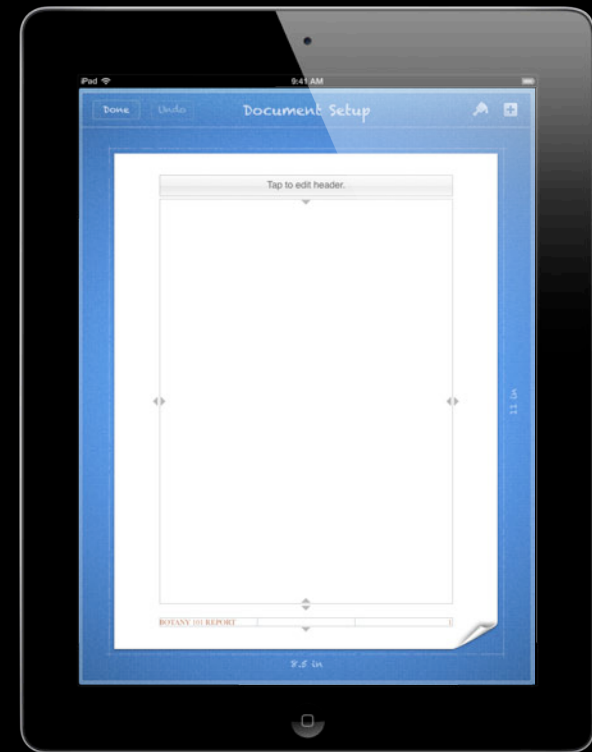 iPad 9:41 AM
Done Undo Document Setup
Tap to edit header.
11 in
BOTANY 101 REPORT 1
8.5 in